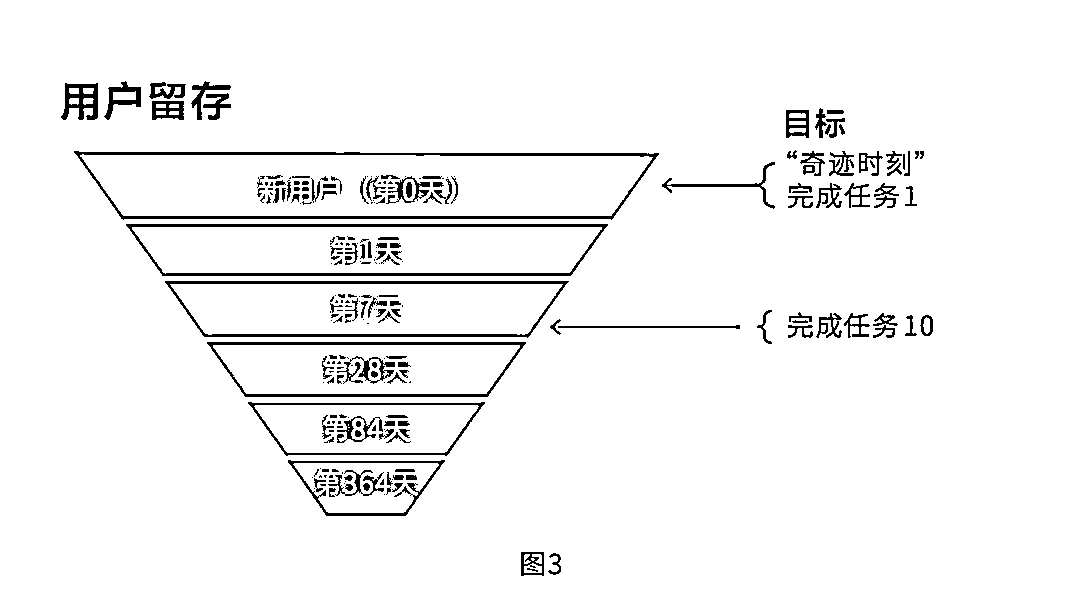 用户留存
目标
“奇迹时刻”
完成任务1
新用户（第0天）
第1天
第7天
完成任务10
第28天
第84天
第364天
图3